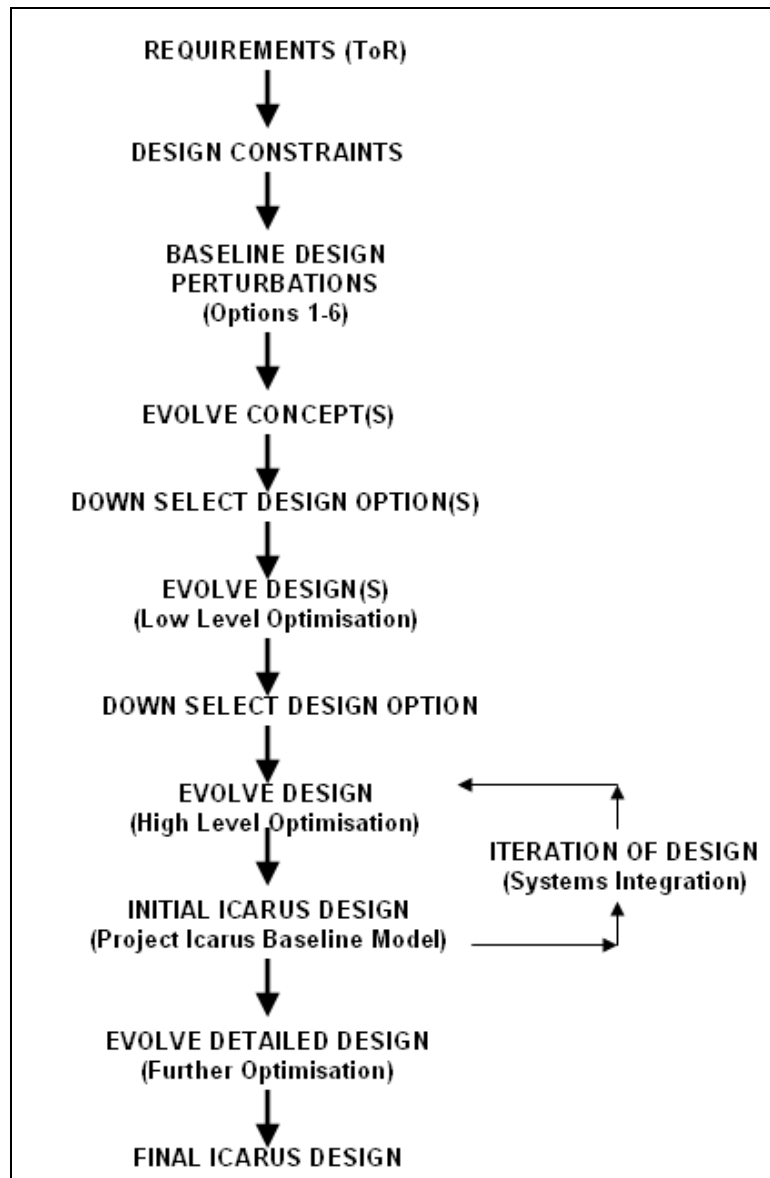 REQUIREMENTS (ToR)
DESIGN CONSTRAINTS
BASELINE DESIGN
PERTURBATIONS
(Options 1-6)
EVOLVE CONCEPT(S)
DOWN SELECT DESIGN OPTION(S)
EVOLVE DESIGN(S)
(Low Level Optimisation)
DOWN SELECT DESIGN OPTION
EVOLVE DESIGN
(High Level Optimisation)
ITERATION OF DESIGN
(Systems Integration)
INITIAL ICARUS DESIGN
(Project Icarus Baseline Model)
EVOLVE DETAILED DESIGN
(Further Optimisation)
FINAL ICARUS DESIGN